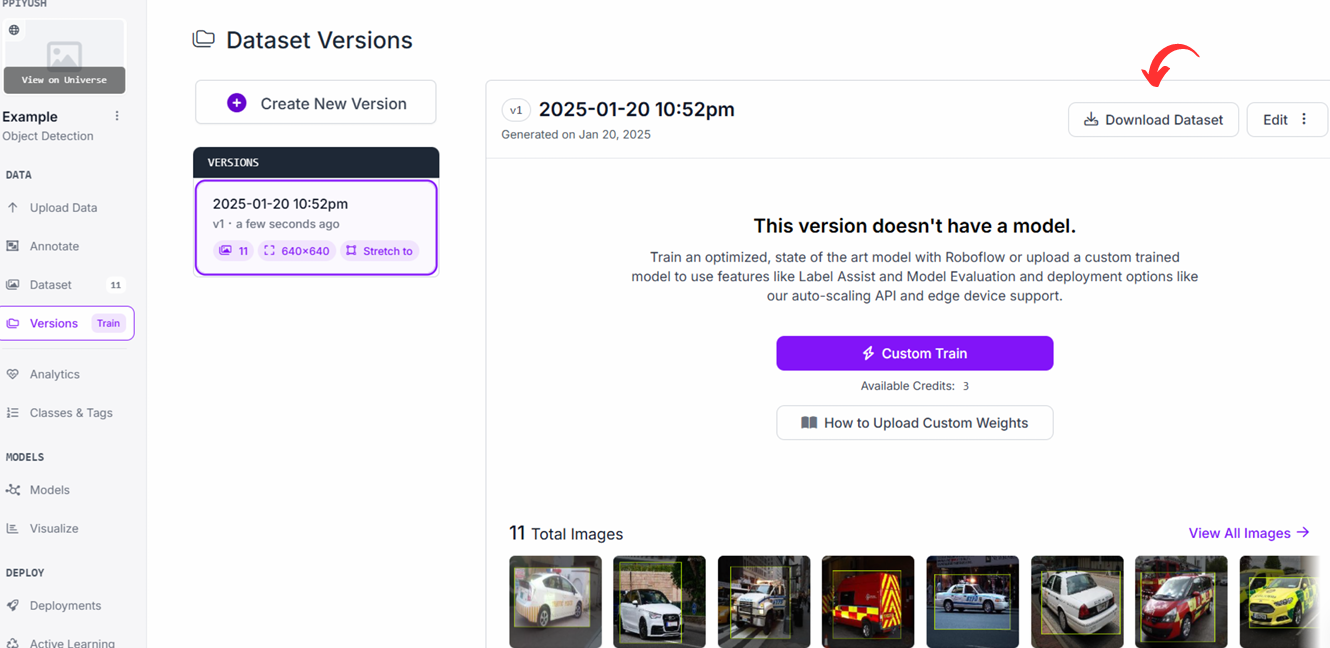 PPIYUSH
View on Universe
Example
Object Detection
DATA
Upload Data
Annotate
Dataset 11
Versions Train
Analytics
Classes & Tags
MODELS
Models
Visualize
DEPLOY
Deployments
Active Learning
Dataset Versions
Create New Version
VERSIONS
2025-01-20 10:52pm
v1 · a few seconds ago
11 640×640 Stretch to
v1 2025-01-20 10:52pm
Generated on Jan 20, 2025
Download Dataset
Edit
This version doesn't have a model.
Train an optimized, state of the art model with Roboflow or upload a custom trained
model to use features like Label Assist and Model Evaluation and deployment options like
our auto-scaling API and edge device support.
Custom Train
Available Credits: 3
How to Upload Custom Weights
11 Total Images
View All Images →